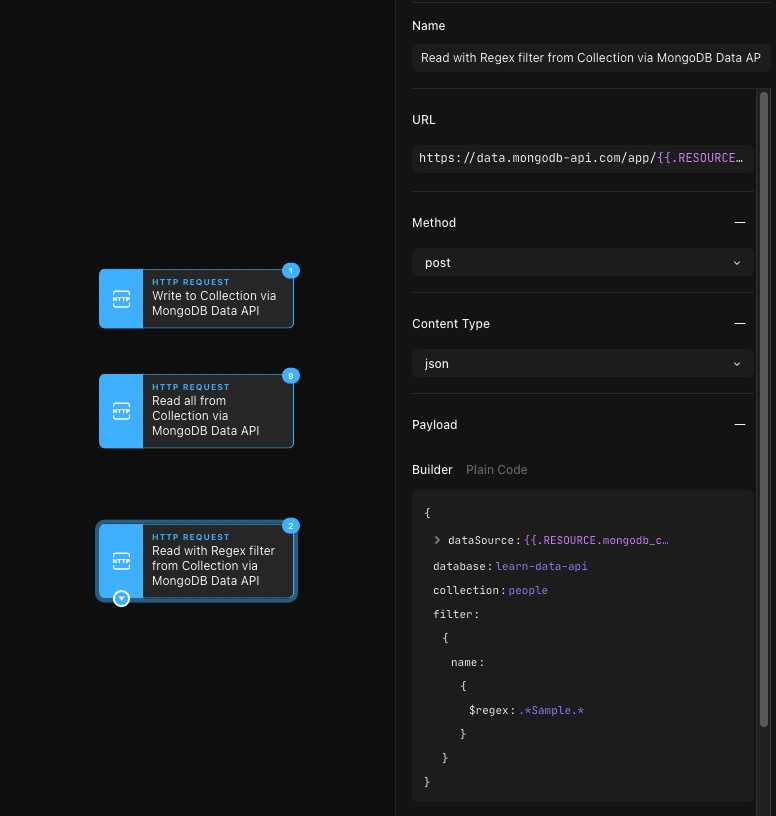 1
HTTP REQUEST
HTTP
Write to Collection via
MongoDB Data API
9
HTTP REQUEST
HTTP
Read all from
Collection via
MongoDB Data API
2
HTTP REQUEST
HTTP
Read with Regex filter
from Collection via
MongoDB Data API
Name
Read with Regex filter from Collection via MongoDB Data AP
URL
https://data.mongodb-api.com/app/{{.RESOURCE…
Method
post
Content Type
json
Payload
Builder Plain Code
{
dataSource: {{.RESOURCE.mongodb_c…
database: learn-data-api
collection: people
filter:
{
name:
{
$regex: .*Sample.*
}
}
}